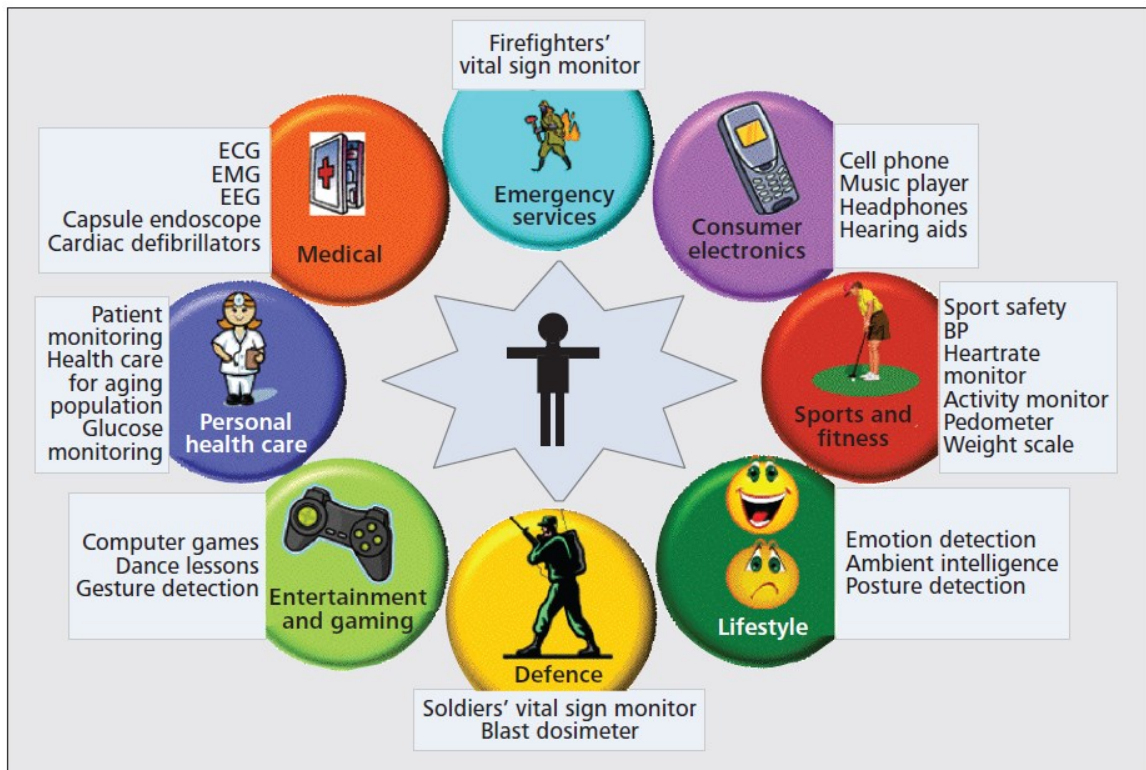 Firefighters'
vital sign monitor
Emergency
services
ECG
EMG
EEG
Capsule endoscope
Cardiac defibrillators
Medical
Cell phone
Music player
Headphones
Hearing aids
Consumer
electronics
Patient
monitoring
Health care
for aging
population
Glucose
monitoring
Personal
health care
Sport safety
BP
Heartrate
monitor
Activity monitor
Pedometer
Weight scale
Sports and
fitness
Computer games
Dance lessons
Gesture detection
Entertainment
and gaming
Emotion detection
Ambient intelligence
Posture detection
Lifestyle
Defence
Soldiers' vital sign monitor
Blast dosimeter